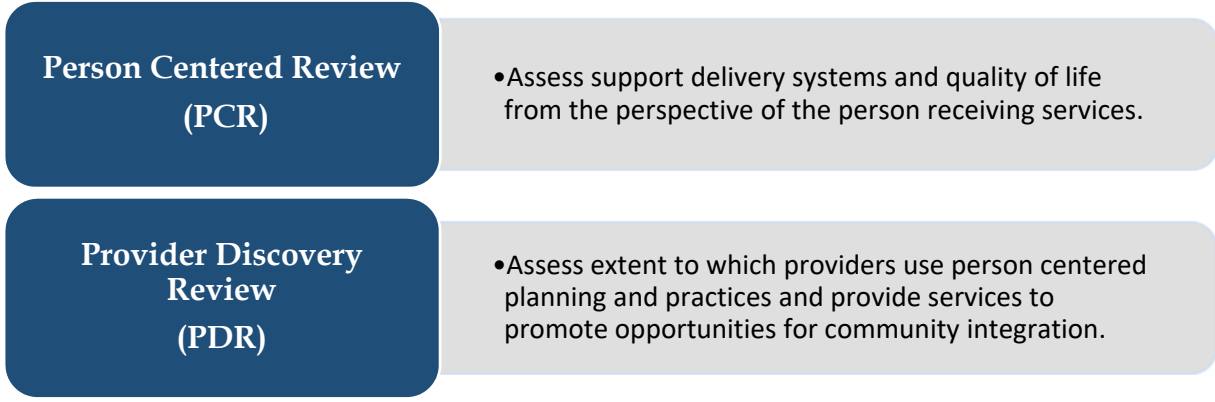 Person Centered Review
(PCR)
•Assess support delivery systems and quality of life
from the perspective of the person receiving services.
Provider Discovery
Review
(PDR)
•Assess extent to which providers use person centered
planning and practices and provide services to
promote opportunities for community integration.